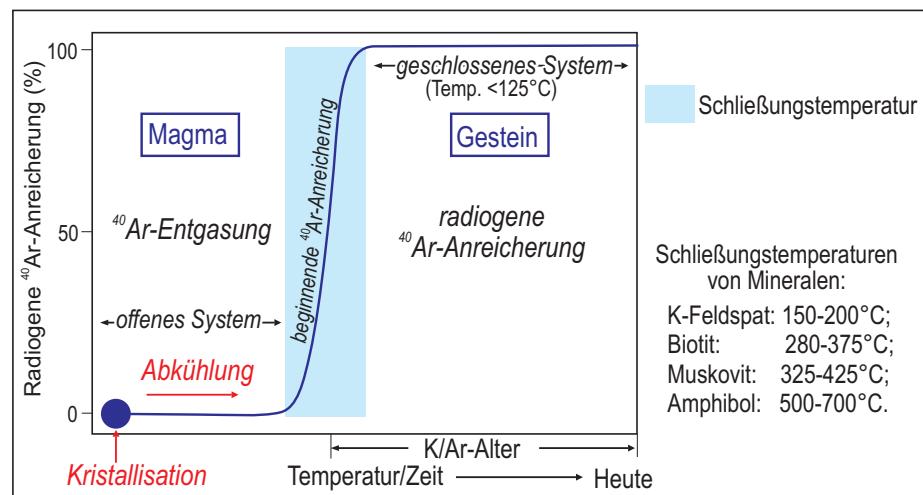 Radiogene ⁴⁰Ar-Anreicherung (%)
100
50
0
Magma
⁴⁰Ar-Entgasung
offenes System
Abkühlung
Kristallisation
beginnende ⁴⁰Ar-Anreicherung
geschlossenes-System
(Temp. <125°C)
Gestein
radiogene
⁴⁰Ar-Anreicherung
K/Ar-Alter
Temperatur/Zeit
Heute
Schließungstemperatur
Schließungstemperaturen
von Mineralen:
K-Feldspat: 150-200°C;
Biotit: 280-375°C;
Muskovit: 325-425°C;
Amphibol: 500-700°C.